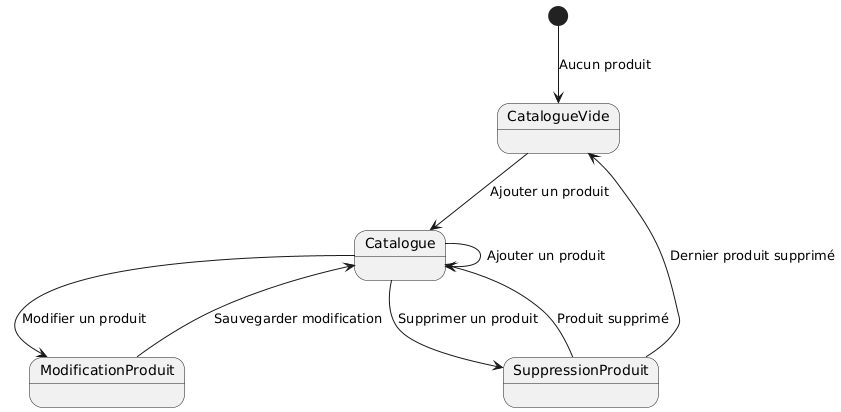 Aucun produit
CatalogueVide
Ajouter un produit
Catalogue
Ajouter un produit
Dernier produit supprimé
Modifier un produit
Sauvegarder modification
Supprimer un produit
Produit supprimé
ModificationProduit
SuppressionProduit